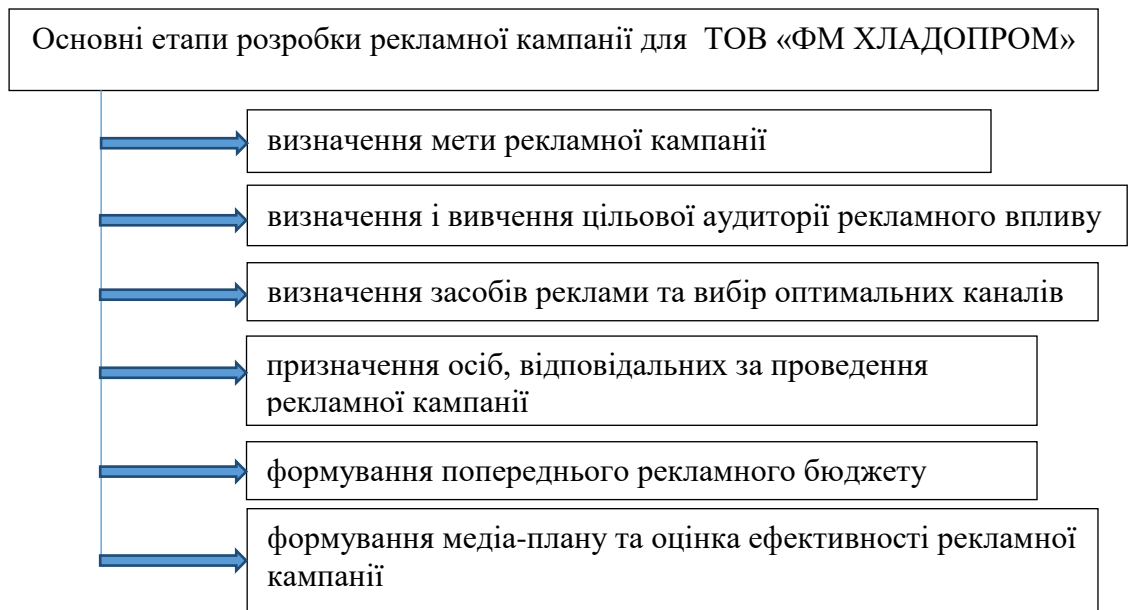 Основні етапи розробки рекламної кампанії для ТОВ «ФМ ХЛАДОПРОМ»
визначення мети рекламної кампанії
визначення і вивчення цільової аудиторії рекламного впливу
визначення засобів реклами та вибір оптимальних каналів
призначення осіб, відповідальних за проведення
рекламної кампанії
формування попереднього рекламного бюджету
формування медіа-плану та оцінка ефективності рекламної
кампанії